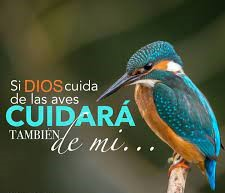 Si DIOS cuida
de las aves
CUIDARÁ
TAMBIÉN
de mi...